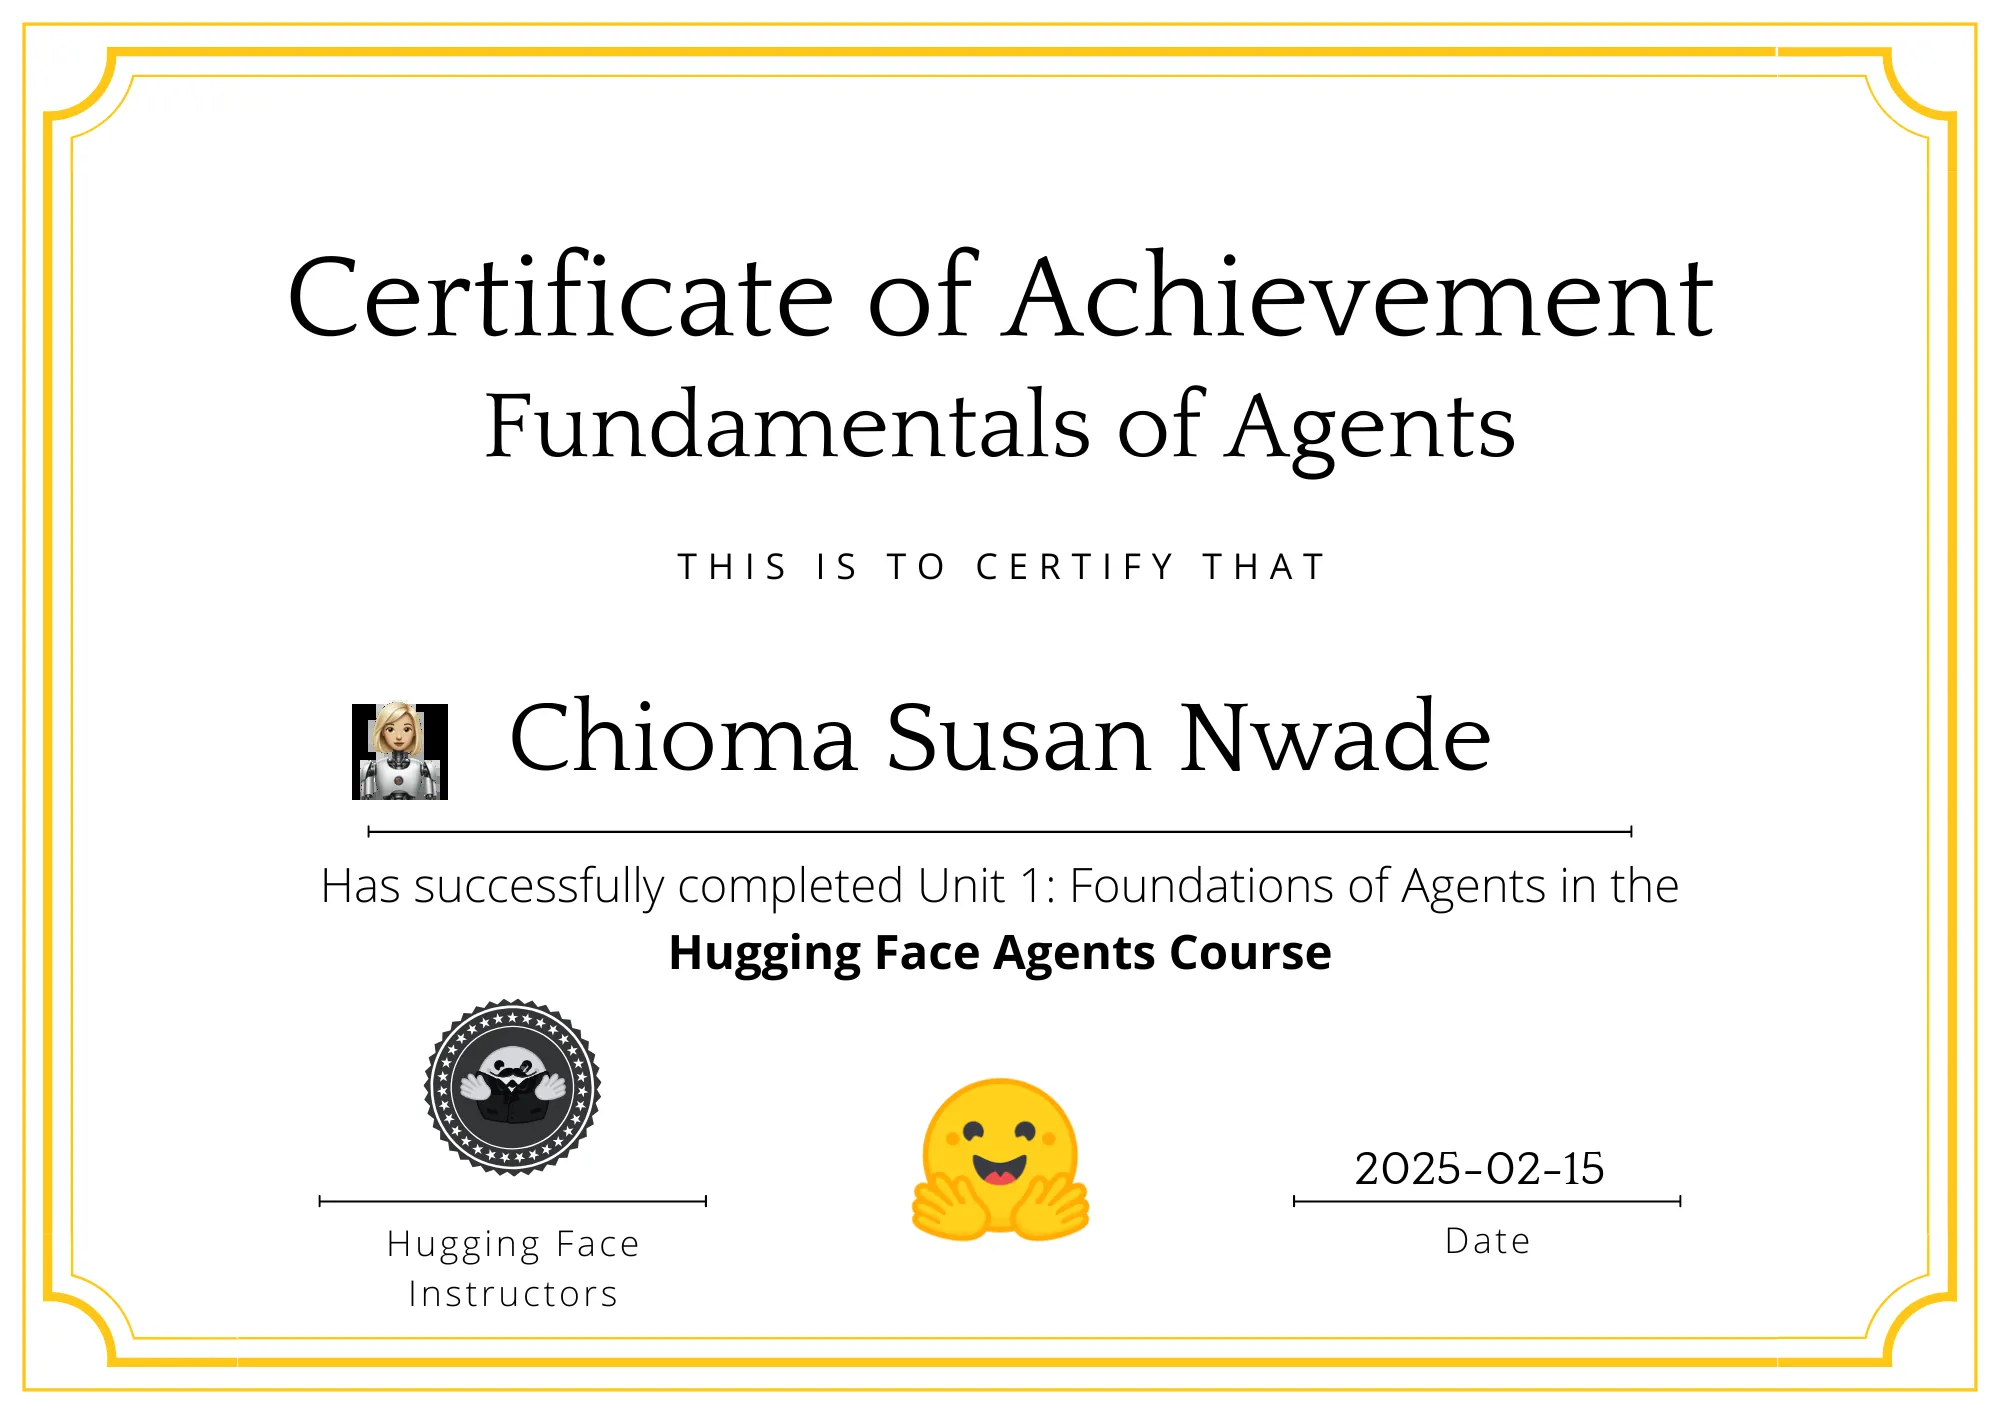 Certificate of Achievement
Fundamentals of Agents
THIS IS TO CERTIFY THAT
Chioma Susan Nwade
Has successfully completed Unit 1: Foundations of Agents in the
Hugging Face Agents Course
2025-02-15
Hugging Face
Instructors
Date